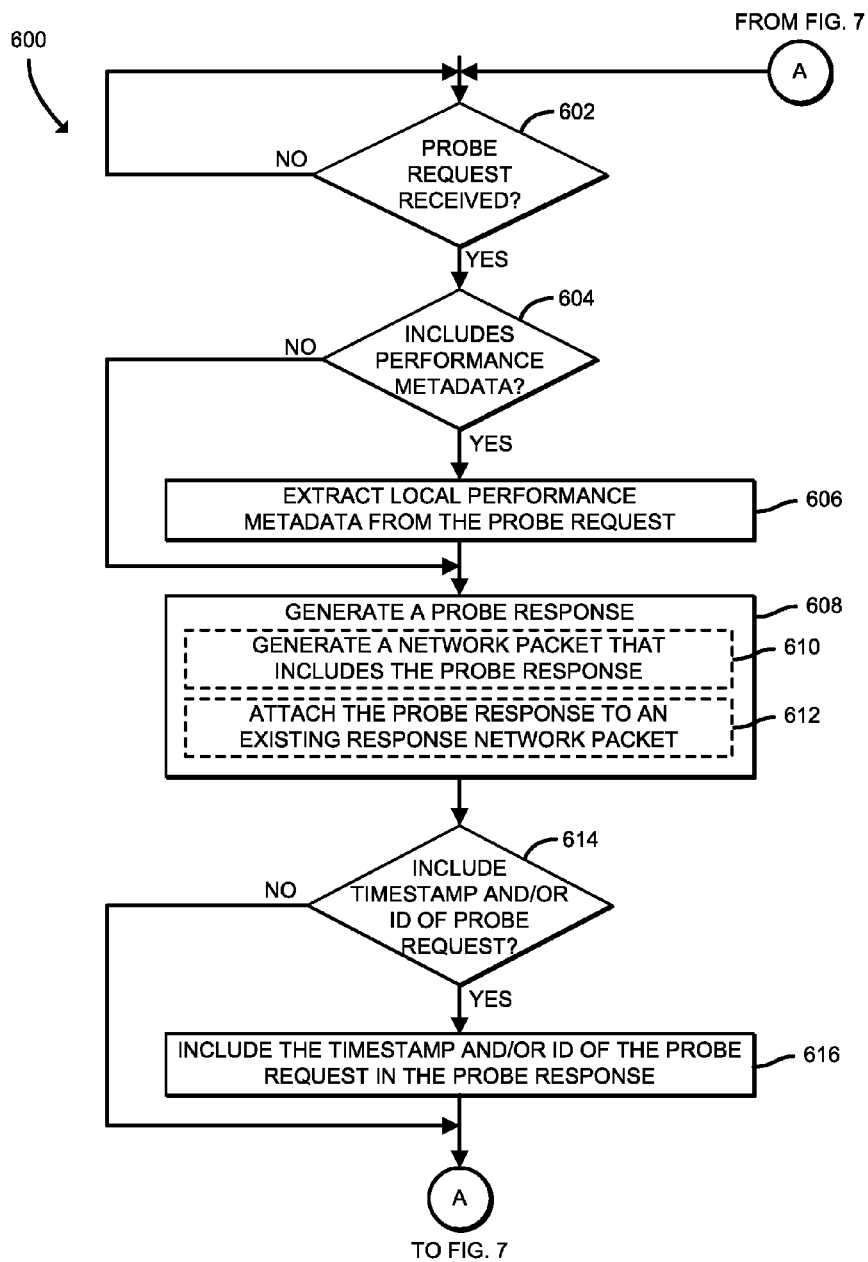 FROM FIG. 7
600
A
602
PROBE
REQUEST
RECEIVED?
NO
YES
604
INCLUDES
PERFORMANCE
METADATA?
NO
YES
EXTRACT LOCAL PERFORMANCE
METADATA FROM THE PROBE REQUEST
606
GENERATE A PROBE RESPONSE
608
GENERATE A NETWORK PACKET THAT
INCLUDES THE PROBE RESPONSE
610
ATTACH THE PROBE RESPONSE TO AN
EXISTING RESPONSE NETWORK PACKET
612
614
INCLUDE
TIMESTAMP AND/OR
ID OF PROBE
REQUEST?
NO
YES
INCLUDE THE TIMESTAMP AND/OR ID OF THE PROBE
REQUEST IN THE PROBE RESPONSE
616
A
TO FIG. 7